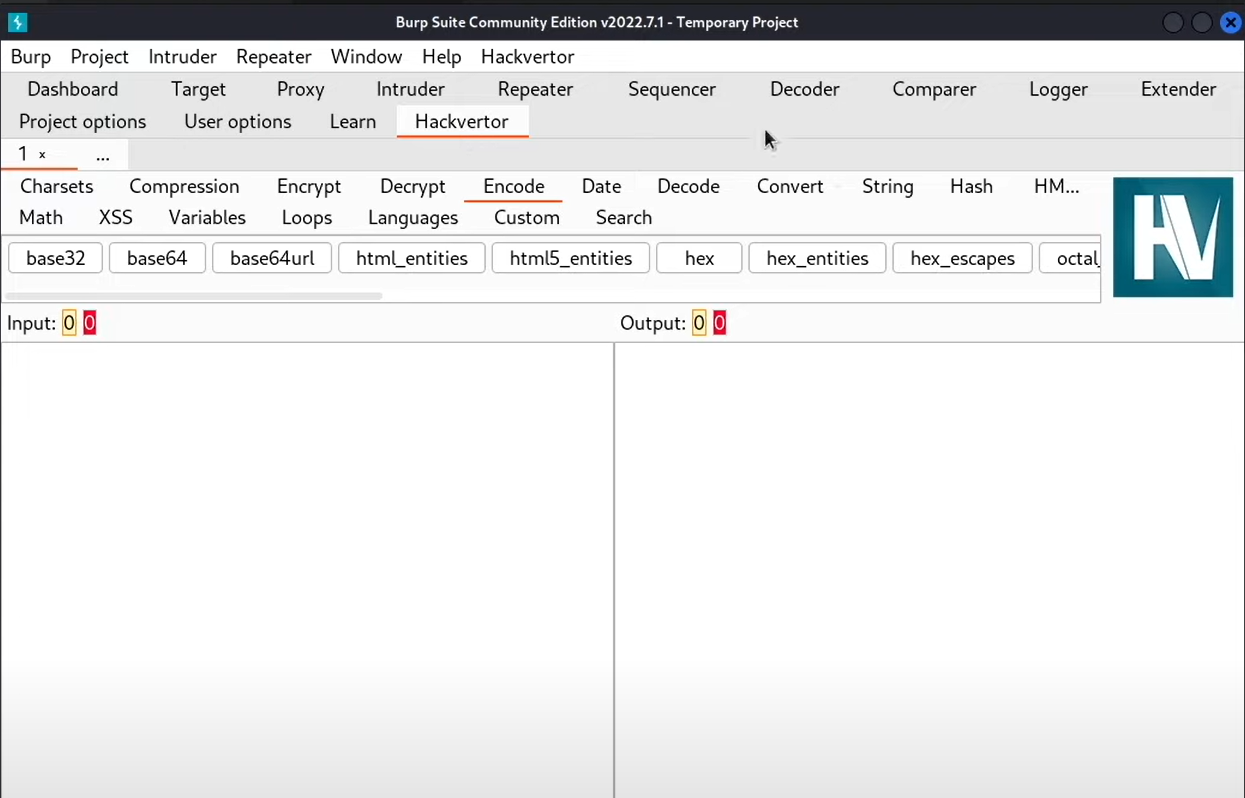 Burp Suite Community Edition v2022.7.1 - Temporary Project
Burp Project Intruder Repeater Window Help Hackvertor
Dashboard Target Proxy Intruder Repeater Sequencer Decoder Comparer Logger Extender
Project options User options Learn Hackvertor
1 × ...
Charsets Compression Encrypt Decrypt Encode Date Decode Convert String Hash HM...
Math XSS Variables Loops Languages Custom Search
base32 base64 base64url html_entities html5_entities hex hex_entities hex_escapes octal_
HV
Input: 0 0 Output: 0 0